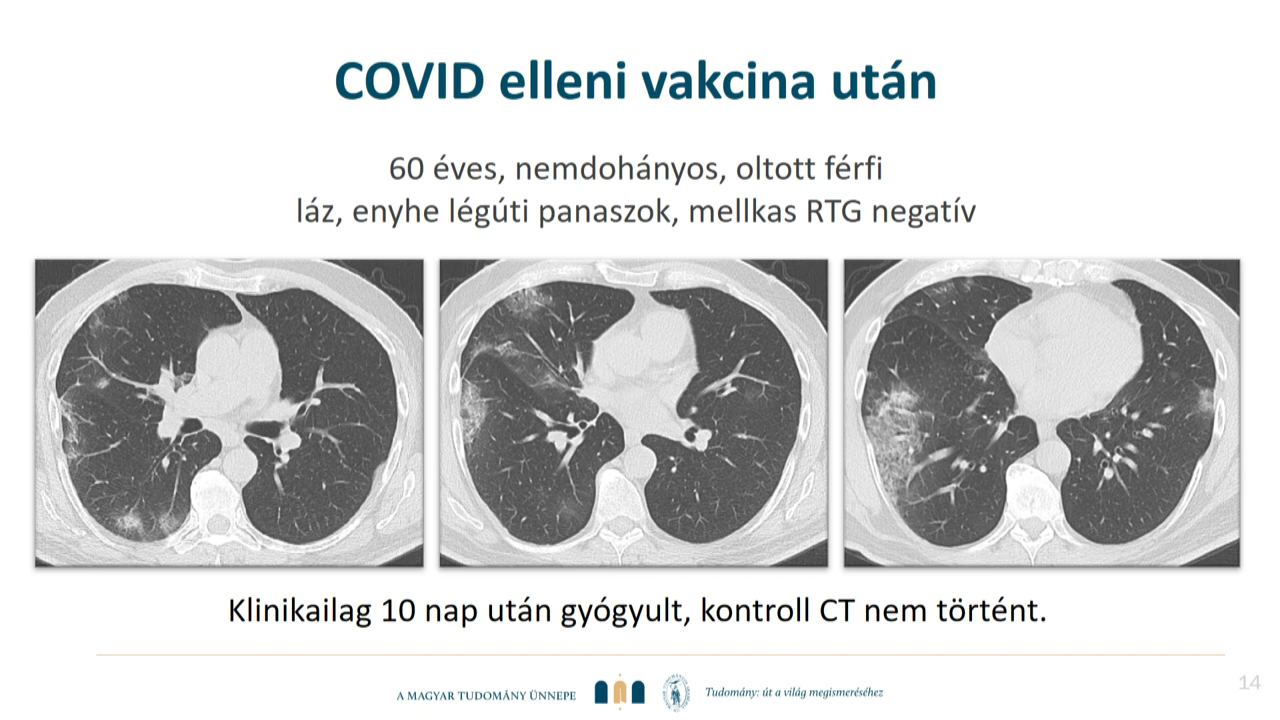 COVID elleni vakcina után
60 éves, nemdohányos, oltott férfi
láz, enyhe légúti panaszok, mellkas RTG negatív
Klinikailag 10 nap után gyógyult, kontroll CT nem történt.
A MAGYAR TUDOMÁNY ÜNNEPE
Tudomány: út a világ megismeréséhez
14